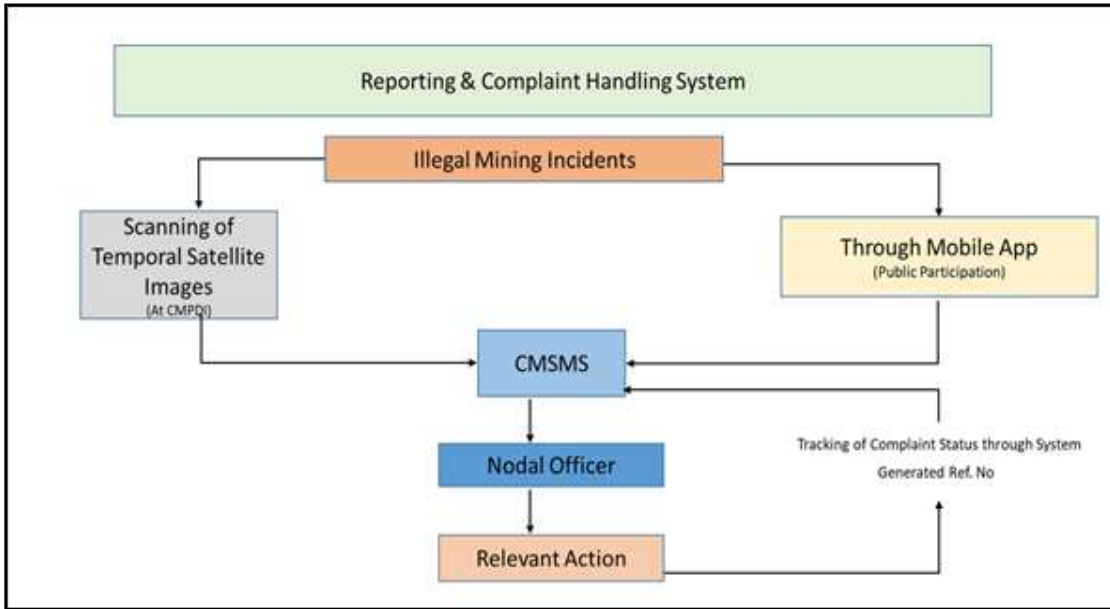 Reporting & Complaint Handling System
Illegal Mining Incidents
Scanning of
Temporal Satellite
Images
(At CMPDI)
Through Mobile App
(Public Participation)
CMSMS
Nodal Officer
Tracking of Complaint Status through System
Generated Ref. No
Relevant Action